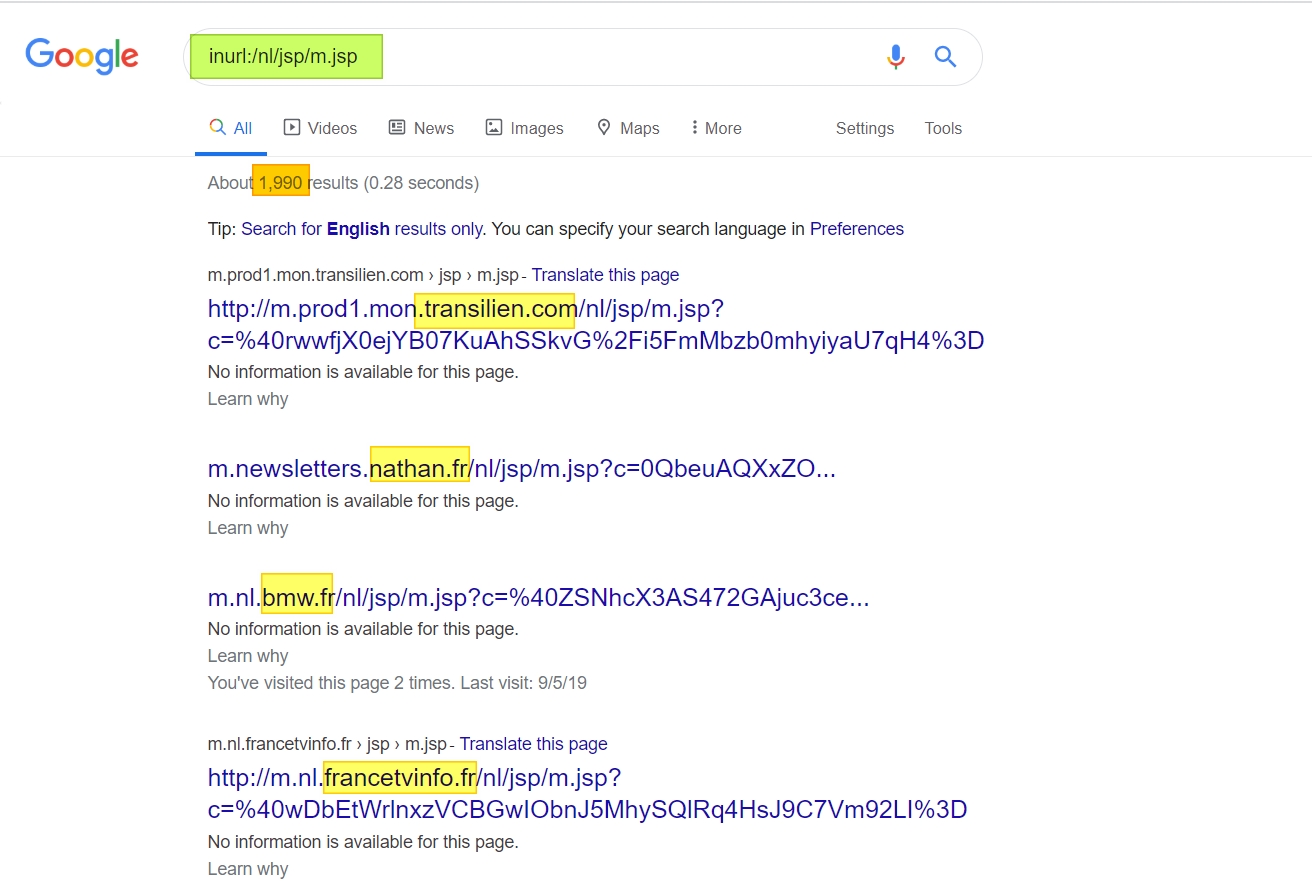 Google
inurl:/nl/jsp/m.jsp
All Videos News Images Maps More Settings Tools
About 1,990 results (0.28 seconds)
Tip: Search for English results only. You can specify your search language in Preferences
m.prod1.mon.transilien.com › jsp › m.jsp - Translate this page
http://m.prod1.mon.transilien.com/nl/jsp/m.jsp?
c=%40rwwfjX0ejYB07KuAhSSkvG%2Fi5FmMbzb0mhyiyaU7qH4%3D
No information is available for this page.
Learn why
m.newsletters.nathan.fr/nl/jsp/m.jsp?c=0QbeuAQXxZO...
No information is available for this page.
Learn why
m.nl.bmw.fr/nl/jsp/m.jsp?c=%40ZSNhcX3AS472GAjuc3ce...
No information is available for this page.
Learn why
You've visited this page 2 times. Last visit: 9/5/19
m.nl.francetvinfo.fr › jsp › m.jsp - Translate this page
http://m.nl.francetvinfo.fr/nl/jsp/m.jsp?
c=%40wDbEtWrlnxzVCBGwIObnJ5MhySQlRq4HsJ9C7Vm92LI%3D
No information is available for this page.
Learn why